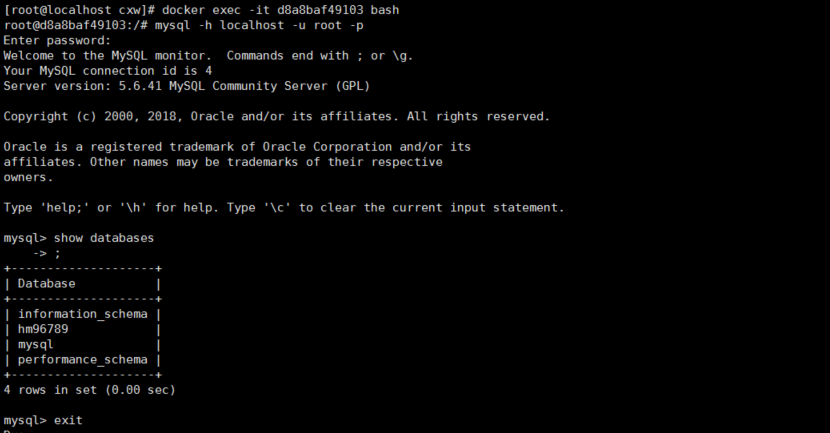 [root@localhost cxw]# docker exec -it d8a8baf49103 bash
root@d8a8baf49103:/# mysql -h localhost -u root -p
Enter password:
Welcome to the MySQL monitor.  Commands end with ; or \g.
Your MySQL connection id is 4
Server version: 5.6.41 MySQL Community Server (GPL)

Copyright (c) 2000, 2018, Oracle and/or its affiliates. All rights reserved.

Oracle is a registered trademark of Oracle Corporation and/or its
affiliates. Other names may be trademarks of their respective
owners.

Type 'help;' or '\h' for help. Type '\c' to clear the current input statement.

mysql> show databases
    -> ;
+--------------------+
| Database           |
+--------------------+
| information_schema |
| hm96789            |
| mysql              |
| performance_schema |
+--------------------+
4 rows in set (0.00 sec)

mysql> exit